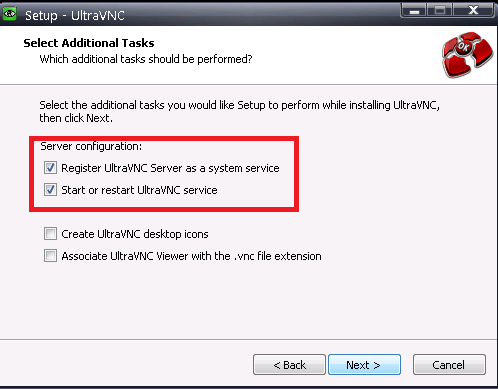 Setup - UltraVNC
Select Additional Tasks
Which additional tasks should be performed?
OK
Select the additional tasks you would like Setup to perform while installing UltraVNC,
then click Next.
Server configuration:
Register UltraVNC Server as a system service
Start or restart UltraVNC service
Create UltraVNC desktop icons
Associate UltraVNC Viewer with the .vnc file extension
< Back Next > Cancel